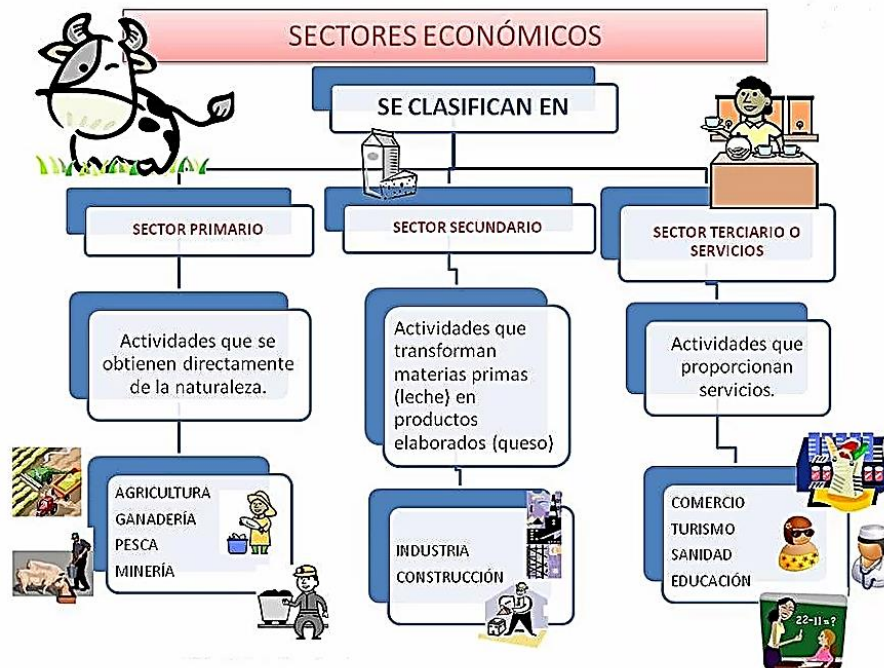 SECTORES ECONÓMICOS
SE CLASIFICAN EN
SECTOR PRIMARIO
SECTOR SECUNDARIO
SECTOR TERCIARIO O
SERVICIOS
Actividades que se
obtienen directamente
de la naturaleza.
Actividades que
transforman
materias primas
(leche) en
productos
elaborados (queso)
Actividades que
proporcionan
servicios.
AGRICULTURA
GANADERÍA
PESCA
MINERÍA
INDUSTRIA
CONSTRUCCIÓN
COMERCIO
TURISMO
SANIDAD
EDUCACIÓN
22-11=?